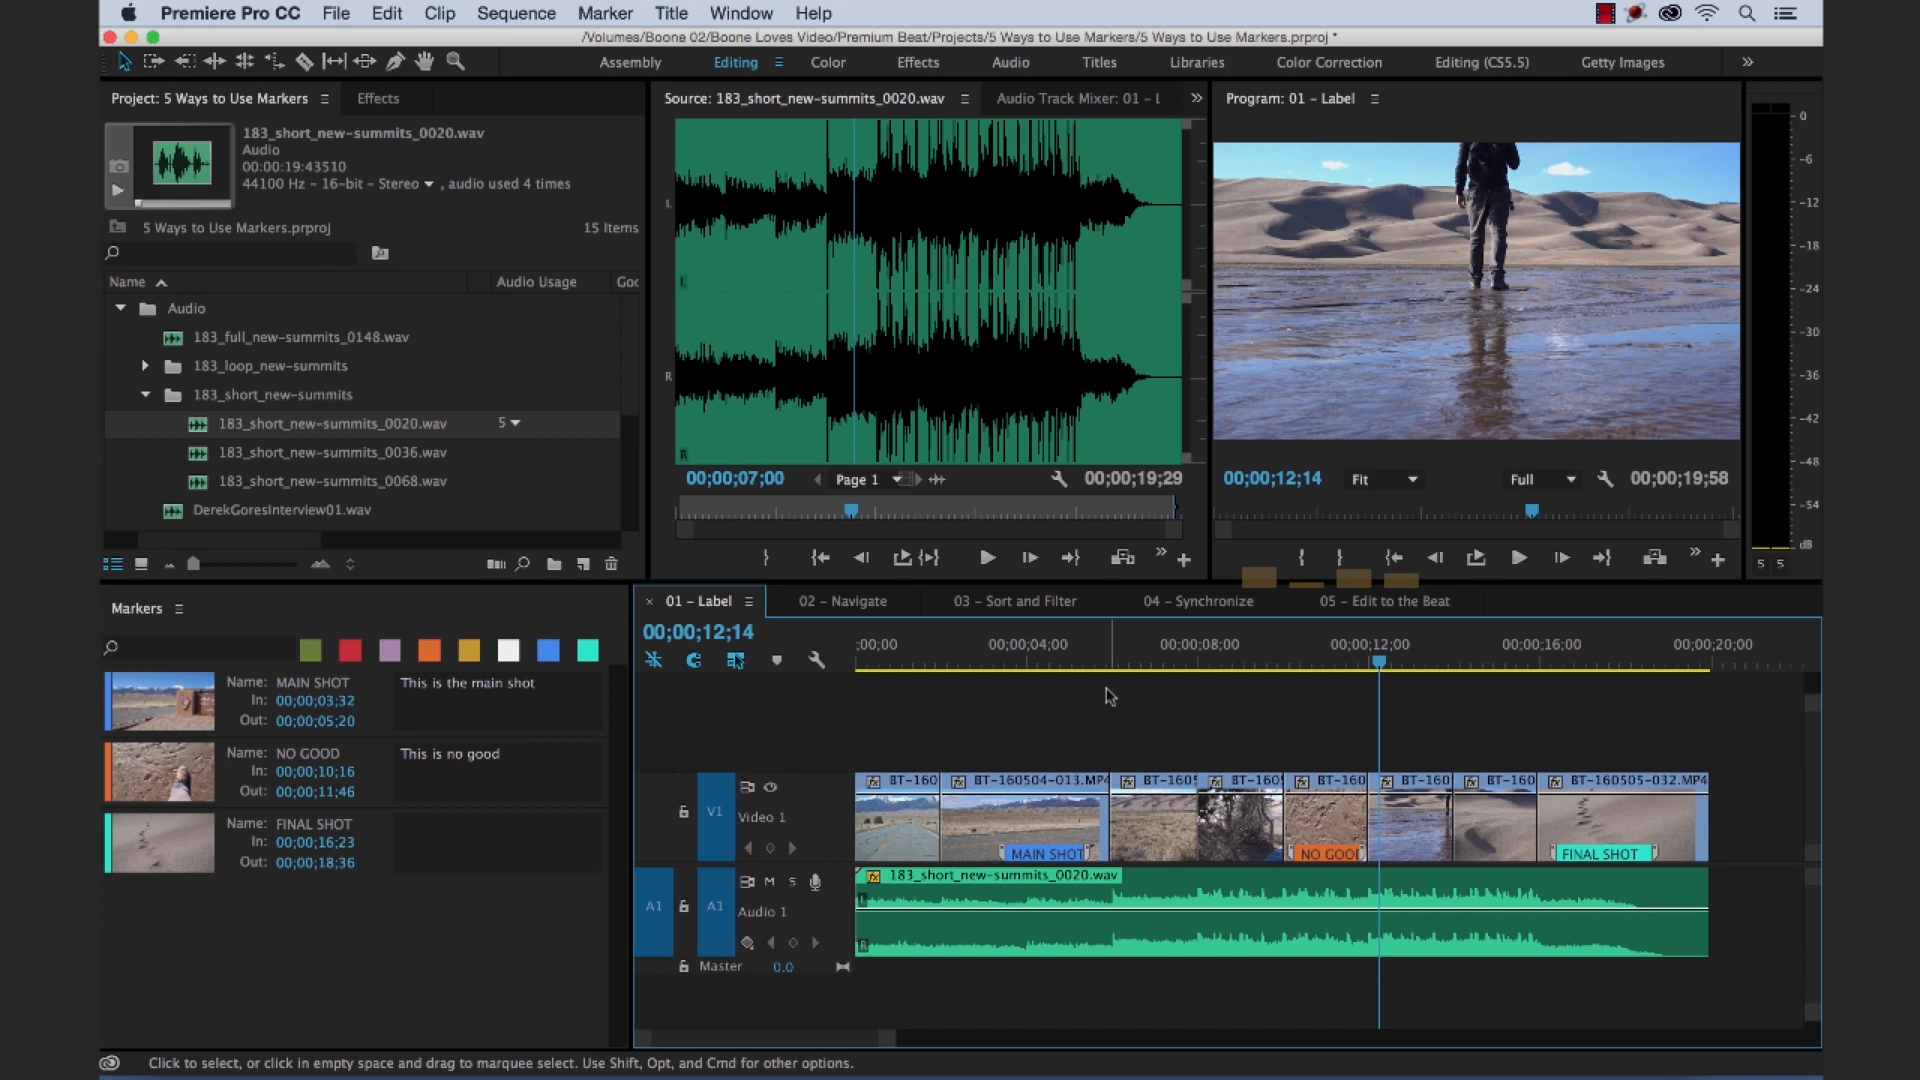 Premiere Pro CC File Edit Clip Sequence Marker Title Window Help
/Volumes/Boone 02/Boone Loves Video/Premium Beat/Projects/5 Ways to Use Markers/5 Ways to Use Markers.prproj *
Assembly Editing Color Effects Audio Titles Libraries Color Correction Editing (CS5.5) Getty Images
Project: 5 Ways to Use Markers Effects
183_short_new-summits_0020.wav
Audio
00:00:19:43510
44100 Hz - 16-bit - Stereo , audio used 4 times
5 Ways to Use Markers.prproj 15 Items
Name Audio Usage Goo
Audio
183_full_new-summits_0148.wav
183_loop_new-summits
183_short_new-summits
183_short_new-summits_0020.wav 5
183_short_new-summits_0036.wav
183_short_new-summits_0068.wav
DerekGoresInterview01.wav
Source: 183_short_new-summits_0020.wav Audio Track Mixer: 01 - L
L
L
R
R
00;00;07;00 Page 1 00;00;19;29
Program: 01 - Label
00;00;12;14 Fit Full 00;00;19;58
0
-6
-12
-18
-24
-30
-36
-42
-48
-54
dB
5 5
Markers
Name: MAIN SHOT This is the main shot
In: 00;00;03;32
Out: 00;00;05;20
Name: NO GOOD This is no good
In: 00;00;10;16
Out: 00;00;11;46
Name: FINAL SHOT
In: 00;00;16;23
Out: 00;00;18;36
01 - Label 02 - Navigate 03 - Sort and Filter 04 - Synchronize 05 - Edit to the Beat
00;00;12;14
;00;00 00;00;04;00 00;00;08;00 00;00;12;00 00;00;16;00 00;00;20;00
BT-160 BT-160504-013.MP4 BT-1605 BT-160 BT-160 BT-160 BT-160 BT-160505-032.MP4
V1 Video 1
MAIN SHOT NO GOO FINAL SHOT
183_short_new-summits_0020.wav
M S
A1 A1 Audio 1
L
R
Master 0.0
Click to select, or click in empty space and drag to marquee select. Use Shift, Opt, and Cmd for other options.